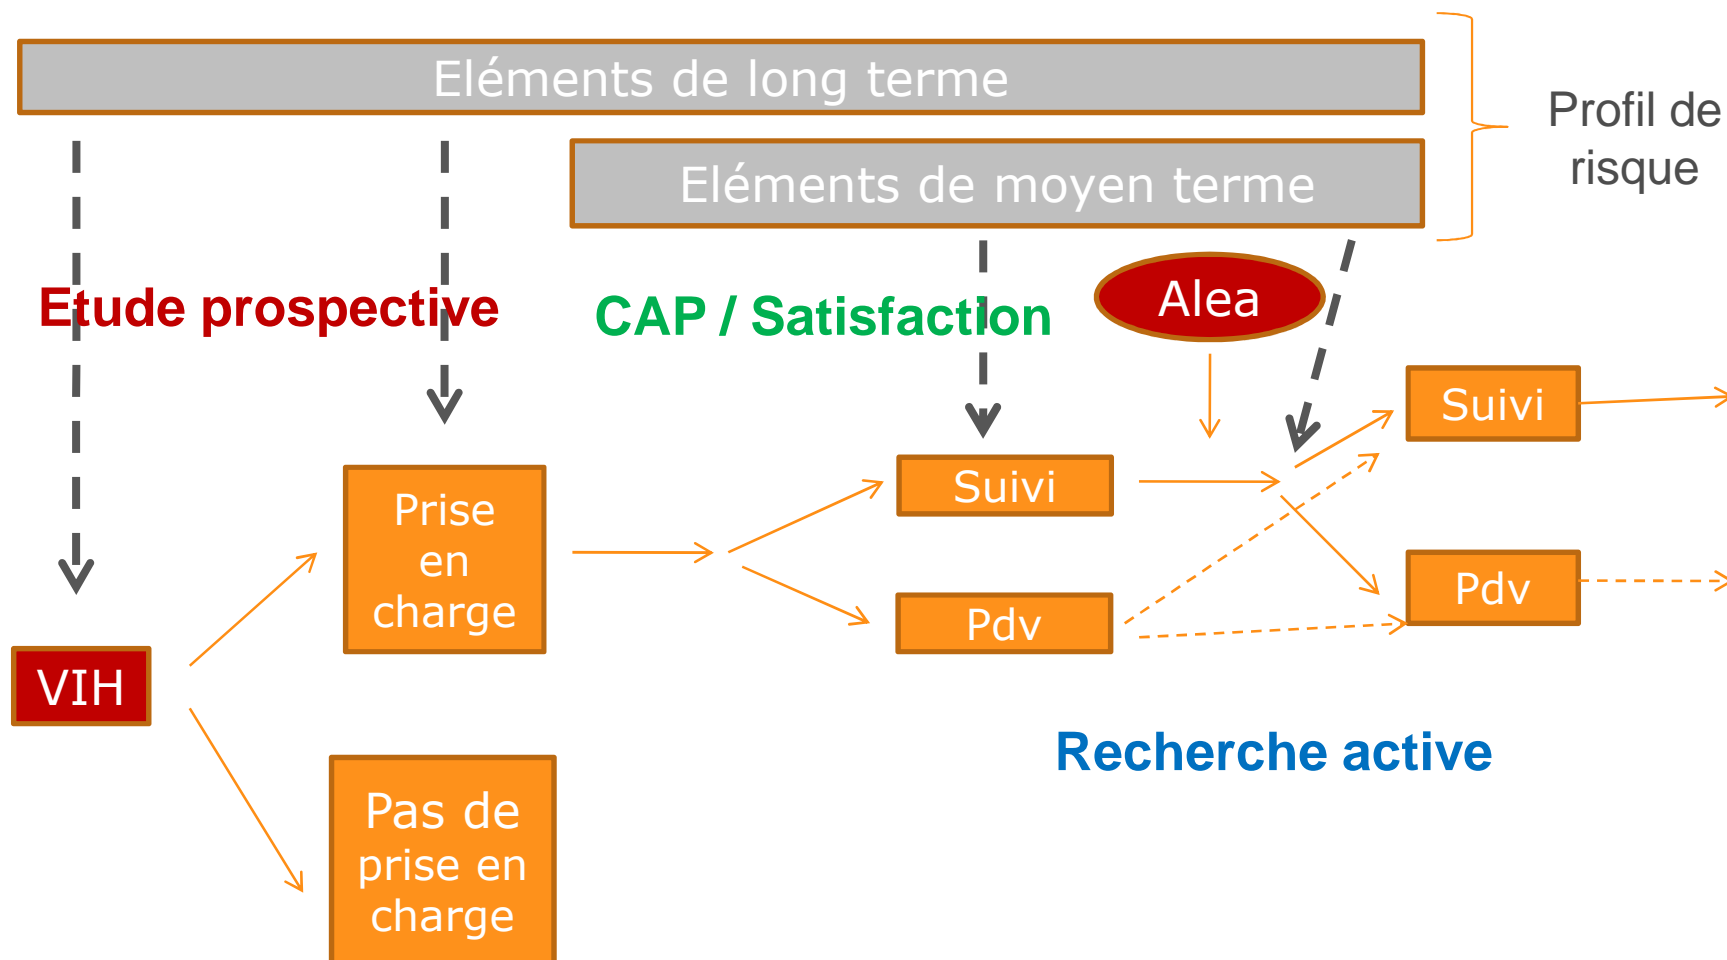 Eléments de long terme
Profil de
risque
Eléments de moyen terme
Etude prospective
CAP / Satisfaction
Alea
Suivi
Prise
en
charge
Suivi
Pdv
Pdv
VIH
Recherche active
Pas de
prise en
charge